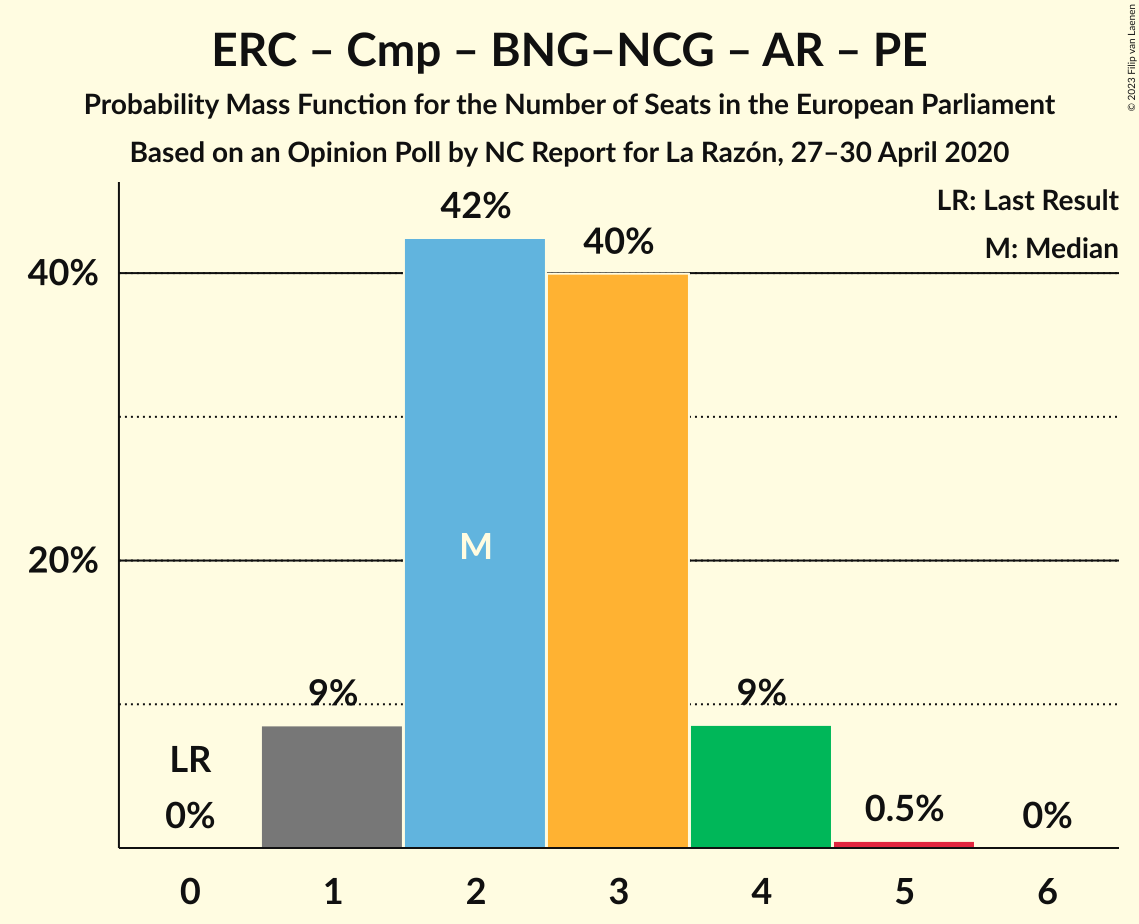 ERC – Cmp – BNG–NCG – AR – PE
Probability Mass Function for the Number of Seats in the European Parliament
Based on an Opinion Poll by NC Report for La Razón, 27–30 April 2020
© 2023 Filip van Laenen
LR: Last Result
M: Median
42%
40%
40%
M
20%
9%
9%
LR
0%
0.5%
0%
0 1 2 3 4 5 6